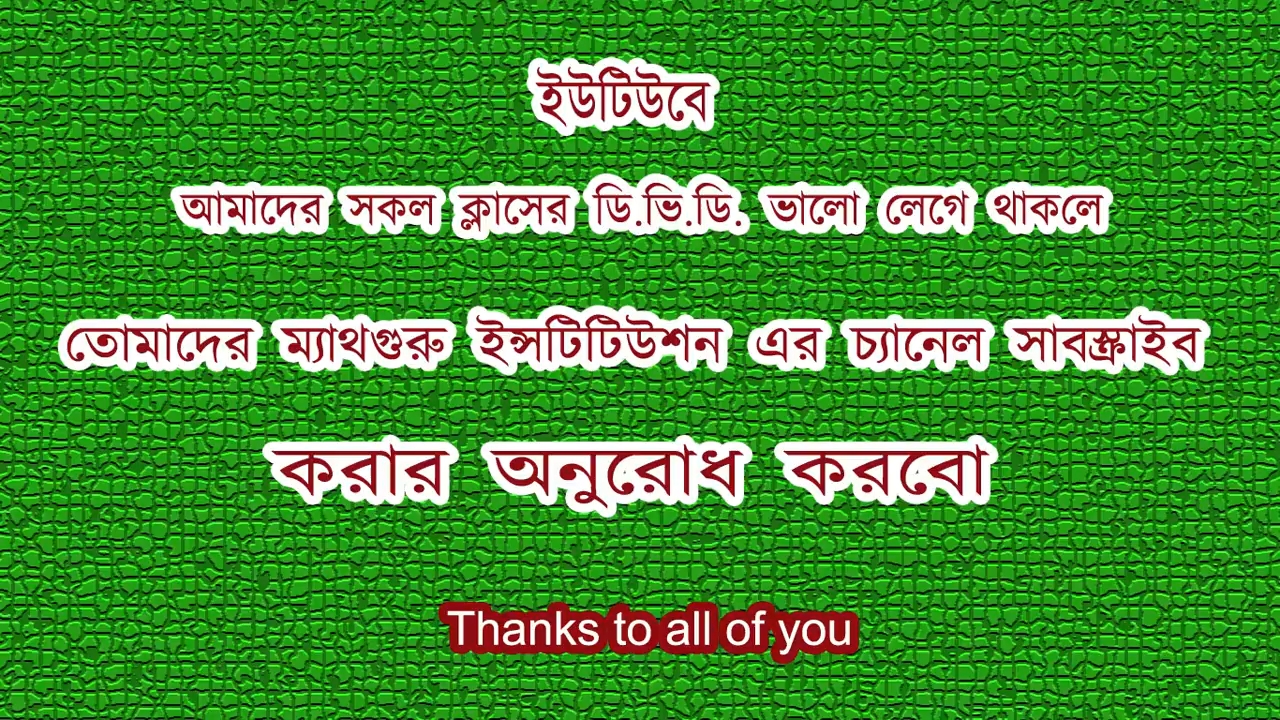 ইউটিউবে
আমাদের সকল ক্লাসের ডি.ভি.ডি. ভালো লেগে থাকলে
তোমাদের ম্যাথগুরু ইন্সটিটিউশন এর চ্যানেল সাবস্ক্রাইব
করার অনুরোধ করবো
Thanks to all of you